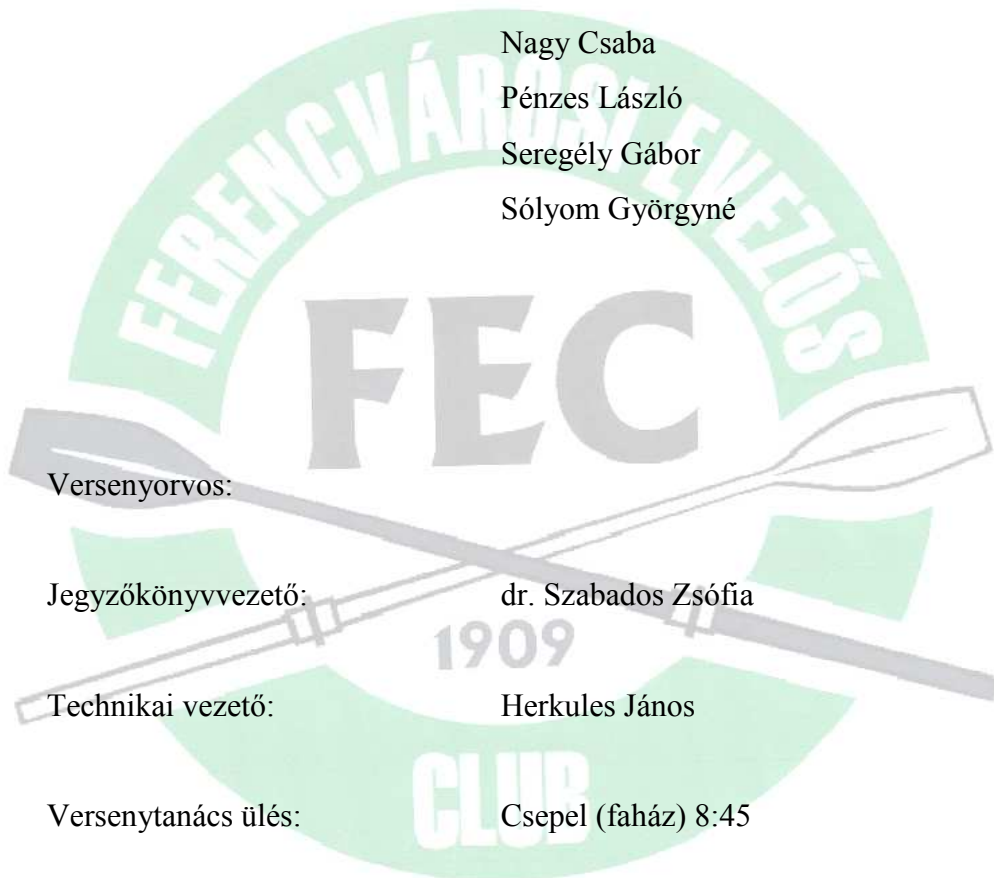 Nagy Csaba
Pénzes László
Seregély Gábor
Sólyom Györgyné
FERENCVÁROSI EVEZŐS
FEC
Versenyorvos:
Jegyzőkönyvvezető: dr. Szabados Zsófia
1909
Technikai vezető: Herkules János
CLUB
Versenytanács ülés: Csepel (faház) 8:45